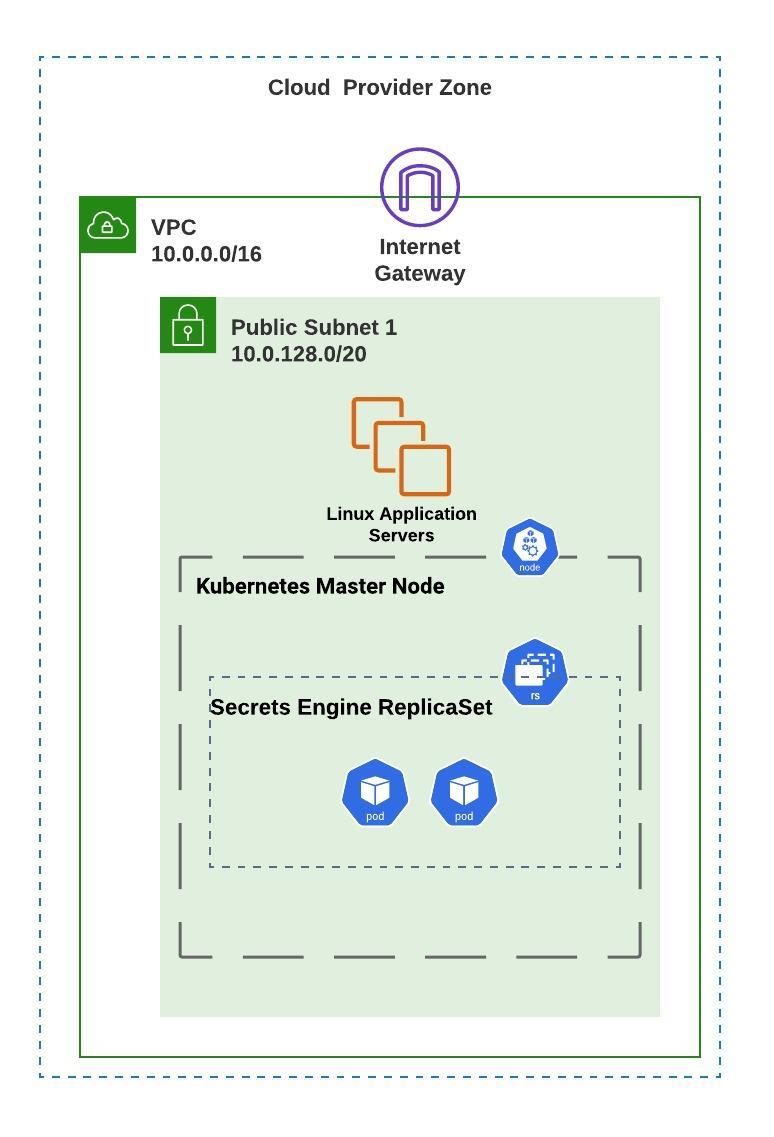 Cloud  Provider Zone
VPC
10.0.0.0/16
Internet
Gateway
Public Subnet 1
10.0.128.0/20
Linux Application
Servers
node
Kubernetes Master Node
rs
Secrets Engine ReplicaSet
pod
pod